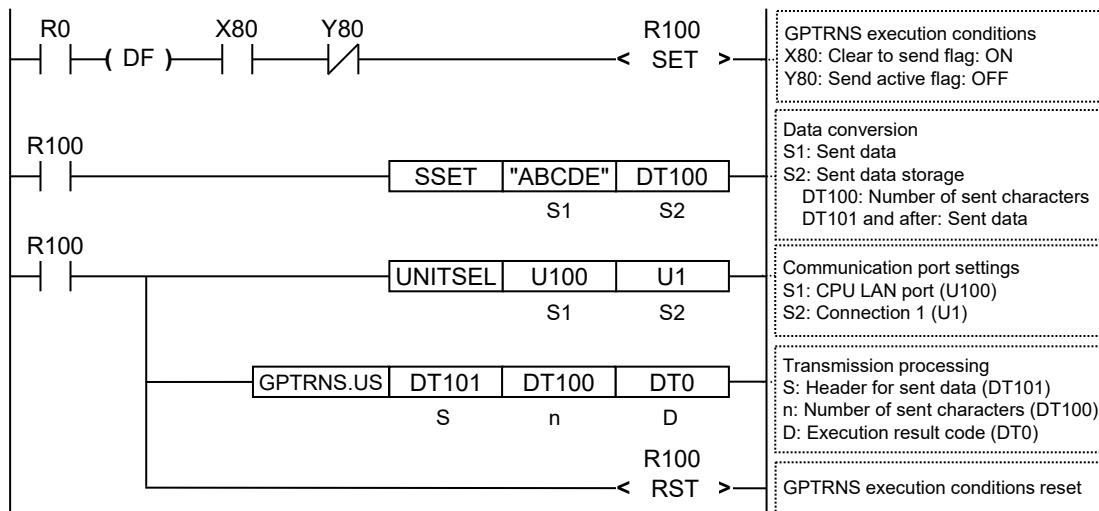 R0 X80 Y80 R100
( DF ) < SET >
GPTRNS execution conditions
X80: Clear to send flag: ON
Y80: Send active flag: OFF
R100
SSET "ABCDE" DT100
S1 S2
Data conversion
S1: Sent data
S2: Sent data storage
DT100: Number of sent characters
DT101 and after: Sent data
R100
UNITSEL U100 U1
S1 S2
Communication port settings
S1: CPU LAN port (U100)
S2: Connection 1 (U1)
GPTRNS.US DT101 DT100 DT0
S n D
Transmission processing
S: Header for sent data (DT101)
n: Number of sent characters (DT100)
D: Execution result code (DT0)
R100
< RST >
GPTRNS execution conditions reset